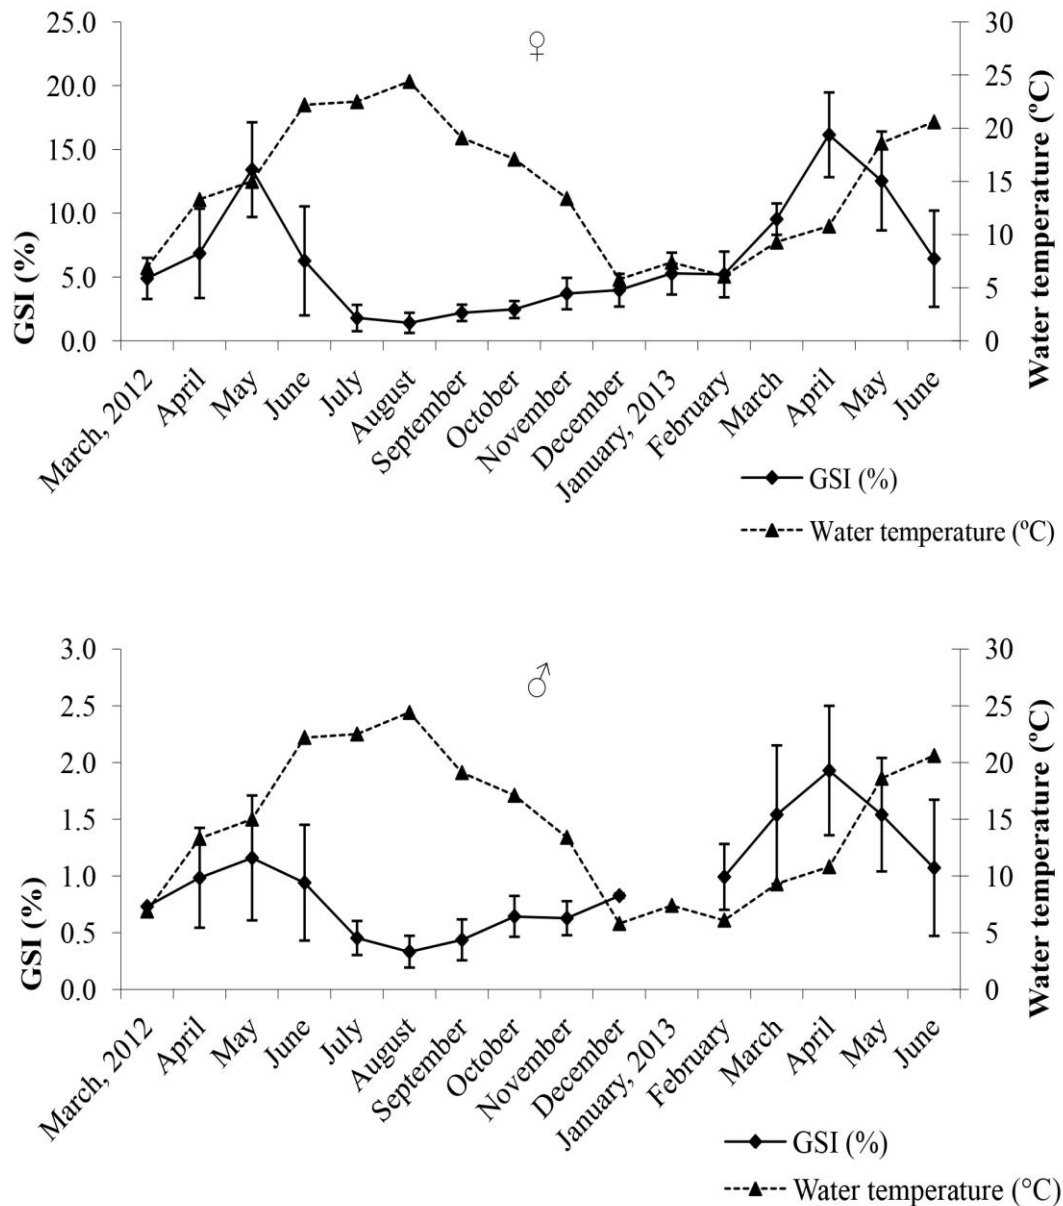 25.0
20.0
15.0
10.0
5.0
0.0
GSI (%)
♀
30
25
20
15
10
5
0
Water temperature (ºC)
March, 2012
April
May
June
July
August
September
October
November
December
January, 2013
February
March
April
May
June
GSI (%)
Water temperature (ºC)
3.0
2.5
2.0
1.5
1.0
0.5
0.0
GSI (%)
♂
30
25
20
15
10
5
0
Water temperature (ºC)
March, 2012
April
May
June
July
August
September
October
November
December
January, 2013
February
March
April
May
June
GSI (%)
Water temperature (°C)